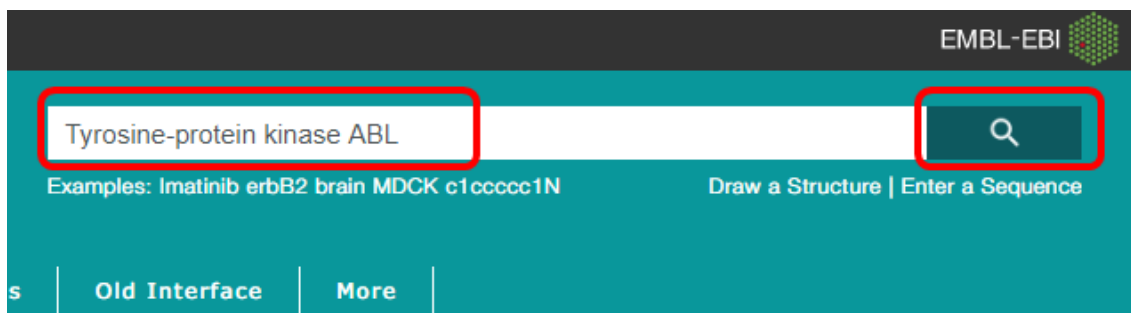 EMBL-EBI
Tyrosine-protein kinase ABL
Examples: Imatinib erbB2 brain MDCK c1ccccc1N Draw a Structure | Enter a Sequence
s Old Interface More